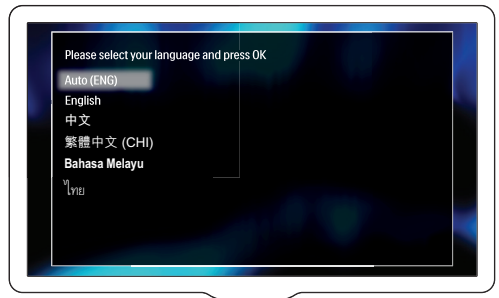 Please select your language and press OK
Auto (ENG)
English
中文
繁體中文 (CHI)
Bahasa Melayu
ไทย